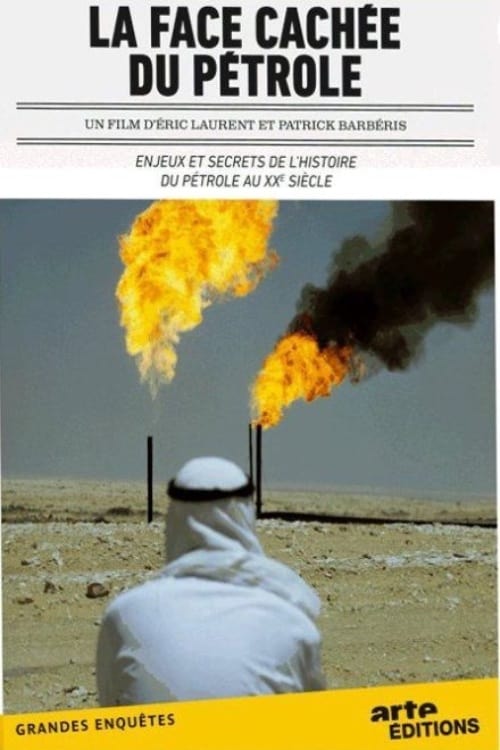 LA FACE CACHÉE
DU PÉTROLE
UN FILM D'ÉRIC LAURENT ET PATRICK BARBÉRIS
ENJEUX ET SECRETS DE L'HISTOIRE
DU PÉTROLE AU XXE SIÈCLE
GRANDES ENQUÊTES
arte
ÉDITIONS